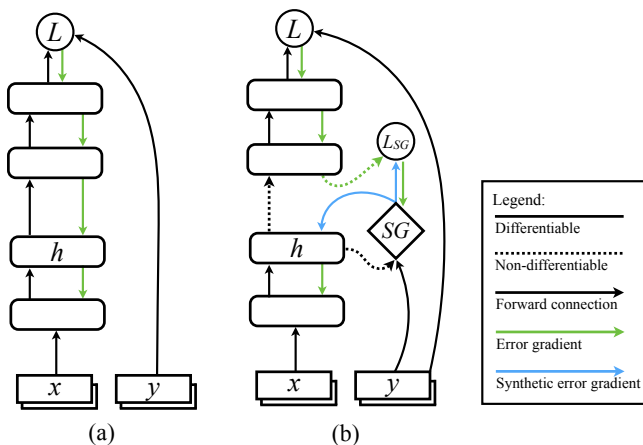 L
h
x
y
(a)
L
L_SG
SG
h
x
y
(b)
Legend:
Differentiable
Non-differentiable
Forward connection
Error gradient
Synthetic error gradient